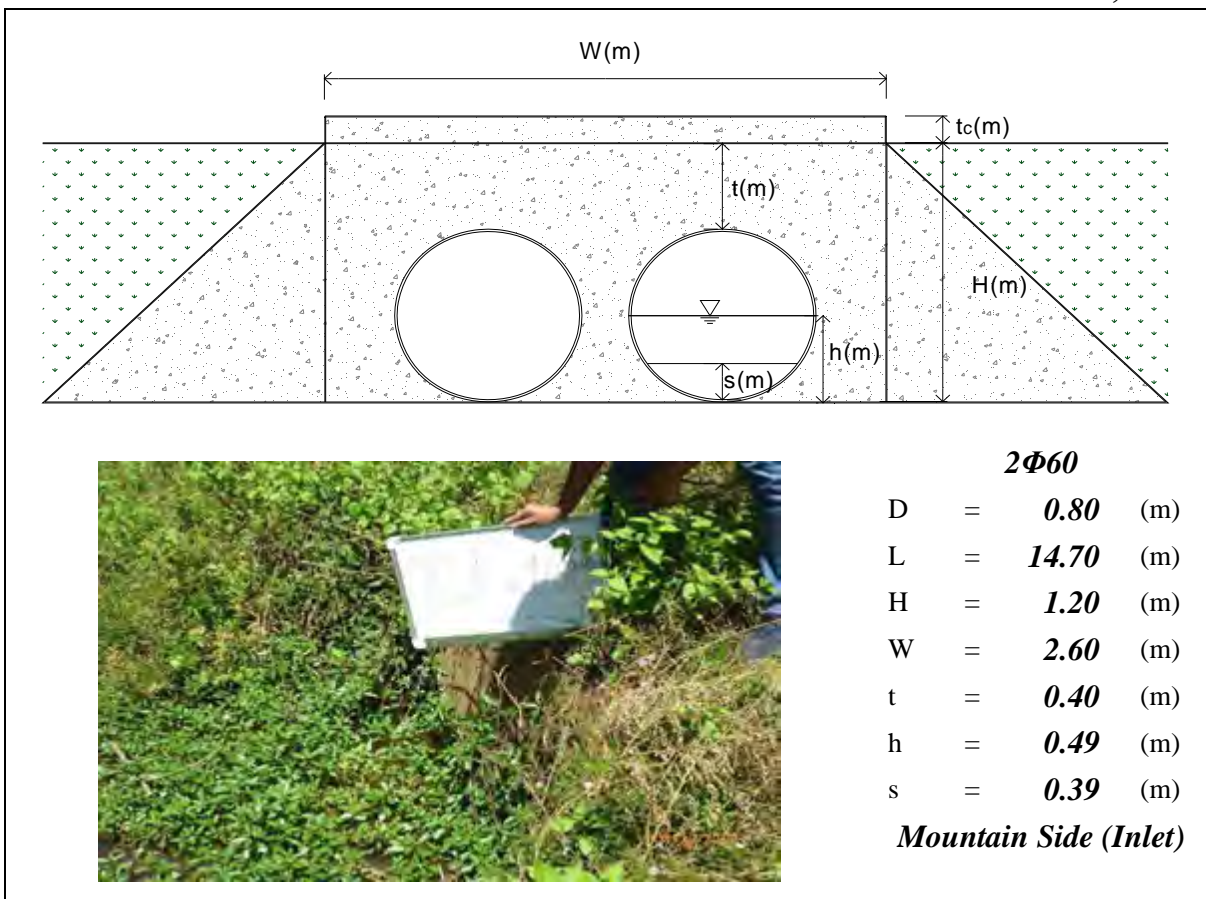 W(m)
tc(m)
t(m)
H(m)
h(m)
s(m)
2Φ60
D = 0.80 (m)
L = 14.70 (m)
H = 1.20 (m)
W = 2.60 (m)
t = 0.40 (m)
h = 0.49 (m)
s = 0.39 (m)
Mountain Side (Inlet)